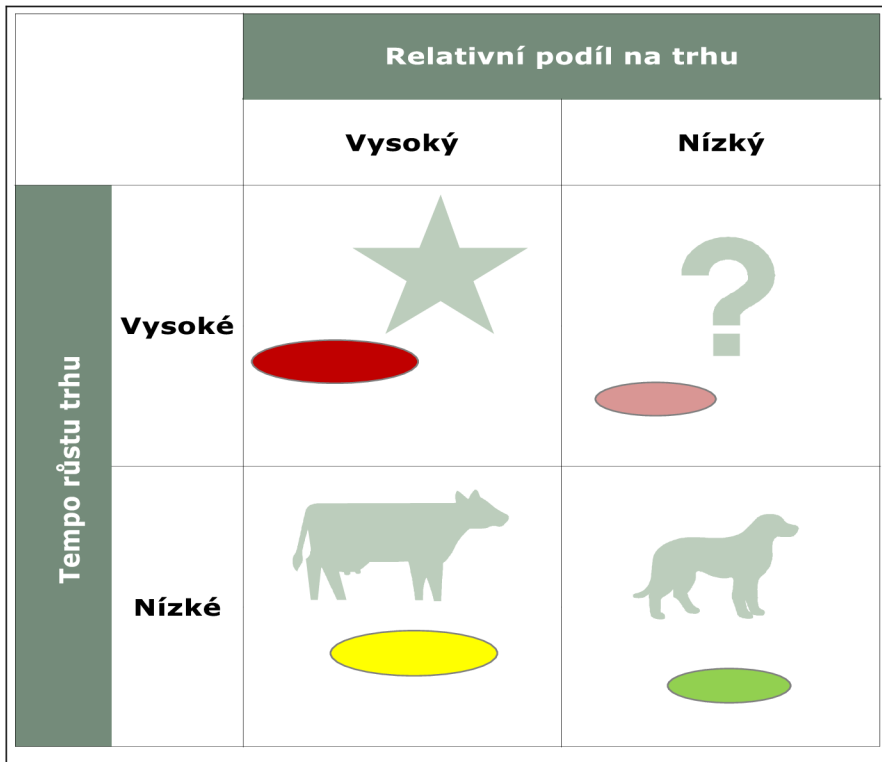 Relativní podíl na trhu
Vysoký
Nízký
Tempo růstu trhu
Vysoké
?
Nízké